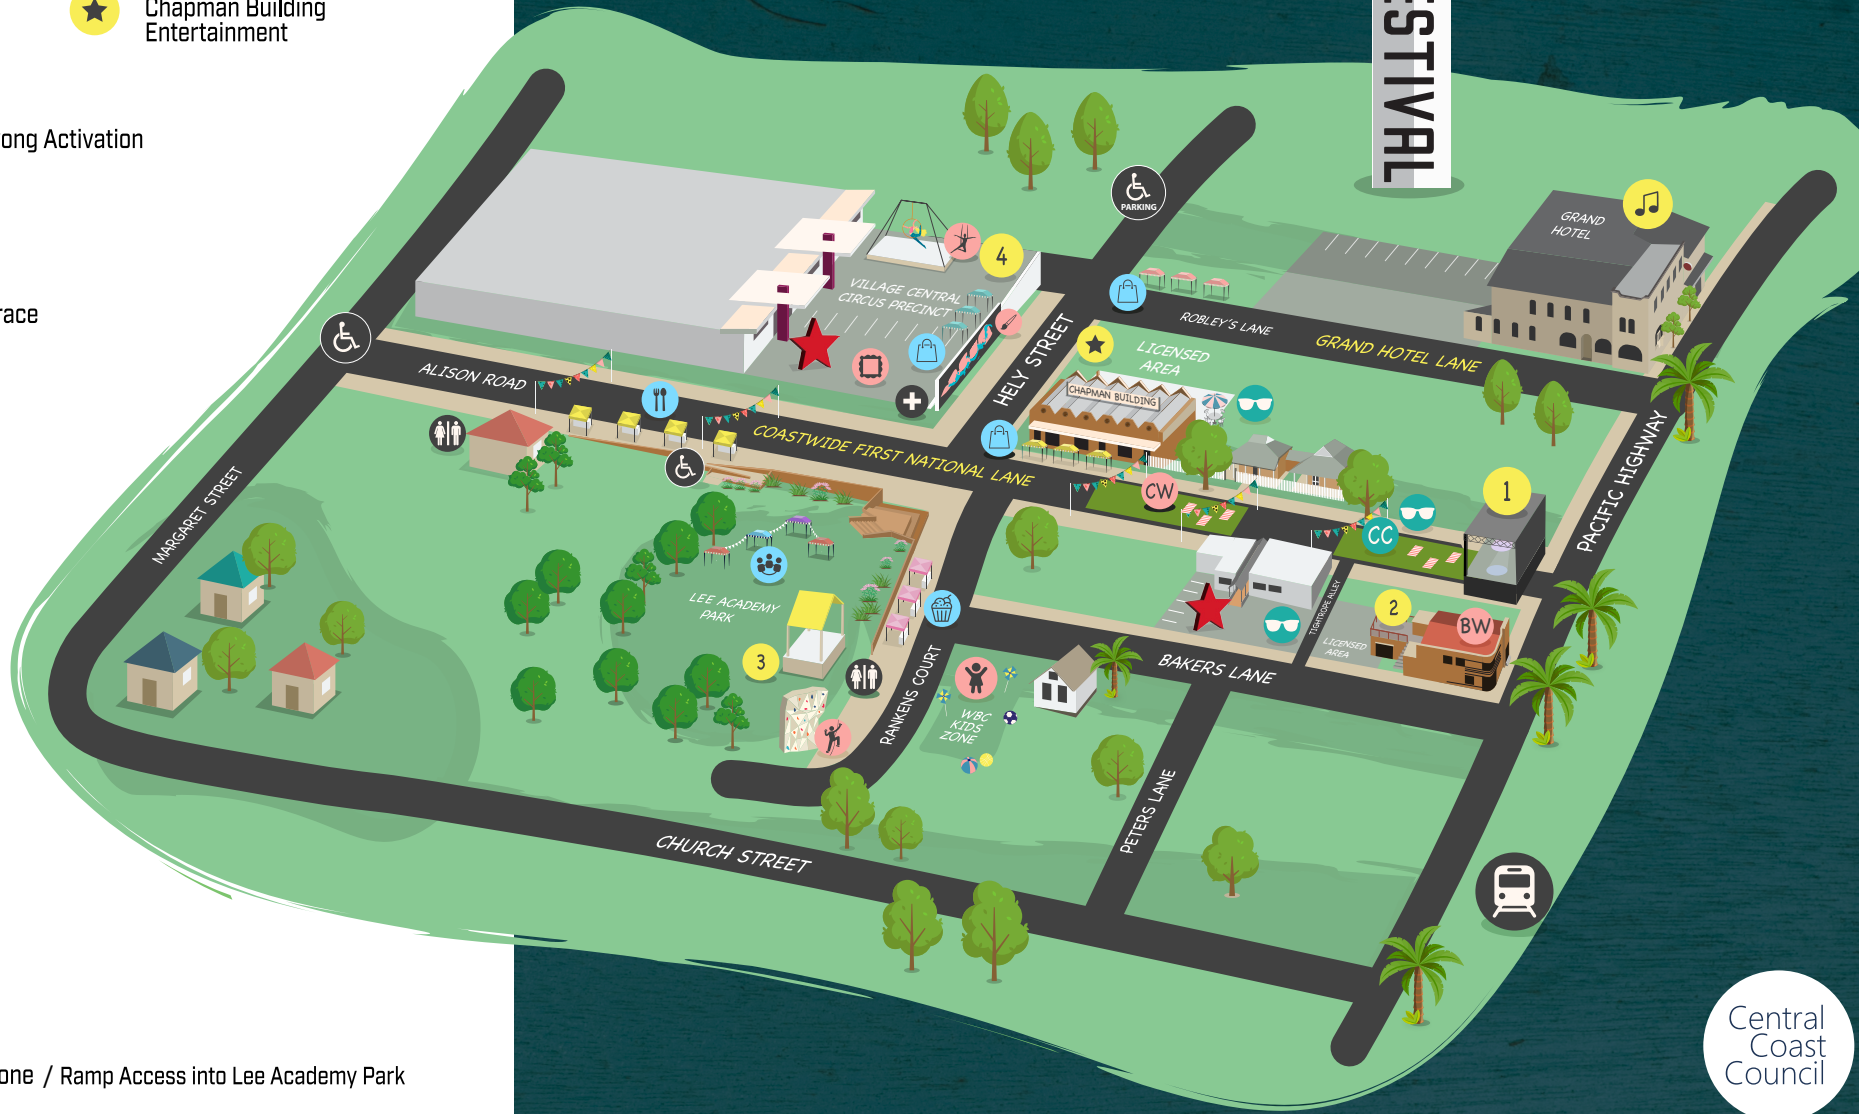 Chapman Building
Entertainment
ong Activation
race
one / Ramp Access into Lee Academy Park
ESTIVAL
PARKING
GRAND
HOTEL
4
VILLAGE CENTRAL
CIRCUS PRECINCT
ROBLEY'S LANE
GRAND HOTEL LANE
LICENSED
AREA
HELY STREET
CHAPMAN BUILDING
ALISON ROAD
COASTWIDE FIRST NATIONAL LANE
PACIFIC HIGHWAY
MARGARET STREET
CW
1
CC
LEE ACADEMY
PARK
3
TIGHTROPE ALLEY
2
BW
LICENSED
AREA
BAKERS LANE
RANKENS COURT
WBC
KIDS
ZONE
PETERS LANE
CHURCH STREET
Central
Coast
Council